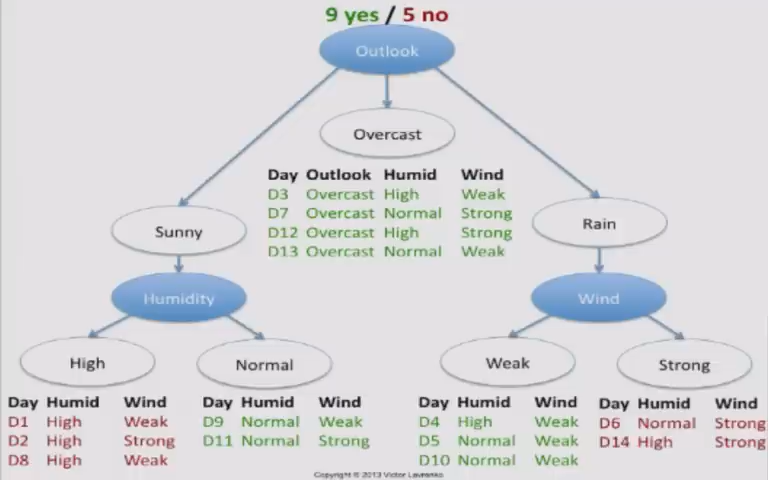 9 yes / 5 no
Outlook
Overcast
Day Outlook Humid Wind
D3 Overcast High Weak
D7 Overcast Normal Strong
D12 Overcast High Strong
D13 Overcast Normal Weak
Sunny
Rain
Humidity
Wind
High
Normal
Weak
Strong
Day Humid Wind
D1 High Weak
D2 High Strong
D8 High Weak
Day Humid Wind
D9 Normal Weak
D11 Normal Strong
Day Humid Wind
D4 High Weak
D5 Normal Weak
D10 Normal Weak
Day Humid Wind
D6 Normal Strong
D14 High Strong
Copyright © 2013 Victor Lavrenko